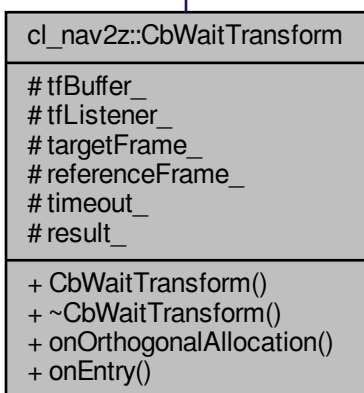 cl_nav2z::CbWaitTransform
# tfBuffer_
# tfListener_
# targetFrame_
# referenceFrame_
# timeout_
# result_
+ CbWaitTransform()
+ ~CbWaitTransform()
+ onOrthogonalAllocation()
+ onEntry()